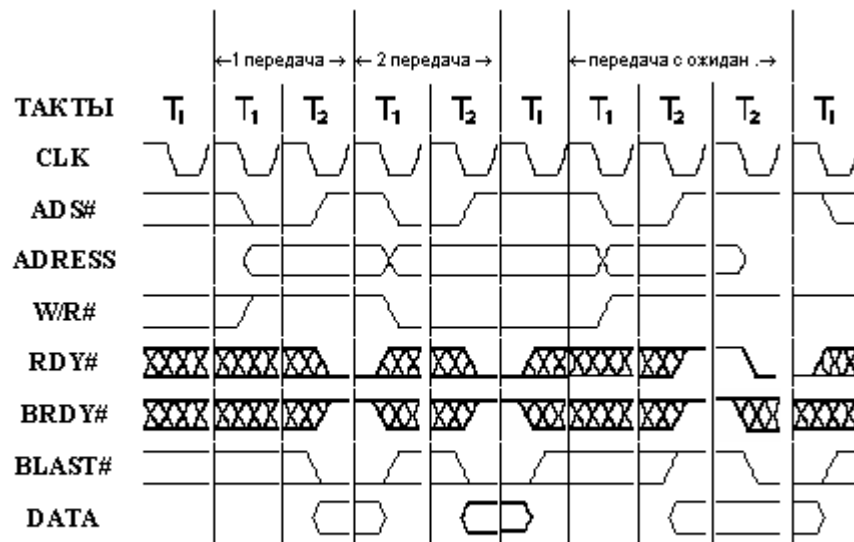 ←1 передача → ← 2 передача → ←передача с ожидан .→
ТАКТЫ T₁ T₁ T₂ T₁ T₂ T₁ T₁ T₂ T₂ T₁
CLK
ADS#
ADRESS
W/R#
RDY#
BRDY#
BLAST#
DATA